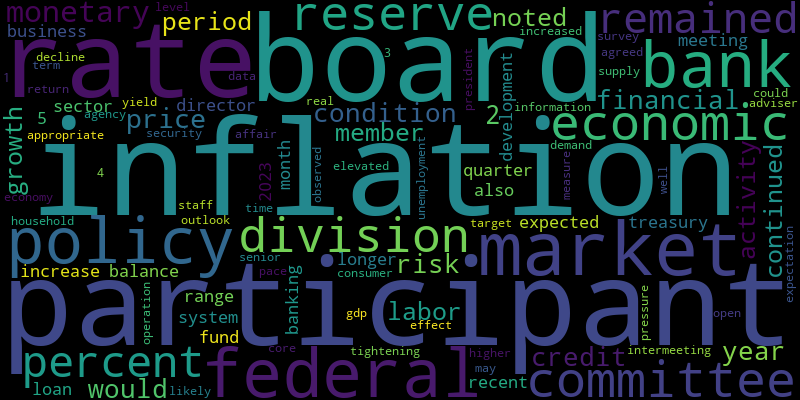 monetary level period reserve noted remained
business rate board increased survey meeting
decline president agreed bank
term 3 supply
1 return data yield director real financial could adviser
growth sector agency price condition 2 information economic
5 appropriate security affair member development demand
4 inflation 2023 month observed elevated unemployment quarter also measure well activity continued
economy staff time
household outlook division target expected treasury
policy senior longer risk market expectation
increase balance pace consumer
participant
operation range banking system gdp labor pressure open
fund effect
percent core tightening higher credit intermeeting year
federal may recent committee
loan would likely